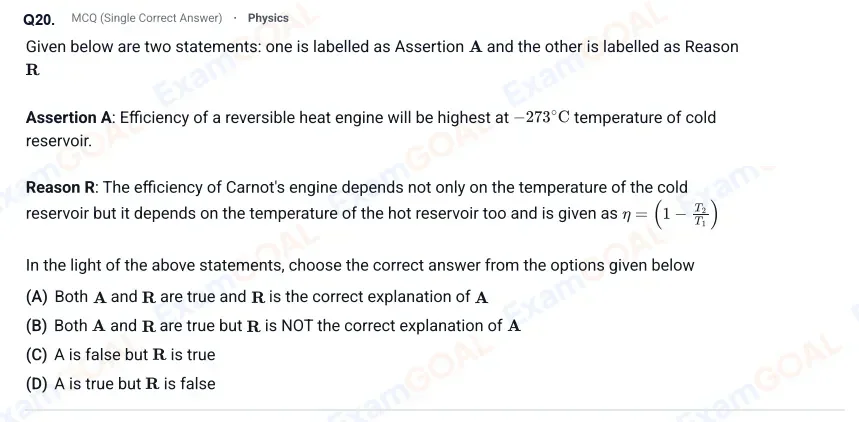 Q20. MCQ (Single Correct Answer) · Physics
Given below are two statements: one is labelled as Assertion A and the other is labelled as Reason
R
Assertion A: Efficiency of a reversible heat engine will be highest at −273°C temperature of cold
reservoir.
Reason R: The efficiency of Carnot's engine depends not only on the temperature of the cold
reservoir but it depends on the temperature of the hot reservoir too and is given as η = (1 − T₂/T₁)
In the light of the above statements, choose the correct answer from the options given below
(A) Both A and R are true and R is the correct explanation of A
(B) Both A and R are true but R is NOT the correct explanation of A
(C) A is false but R is true
(D) A is true but R is false